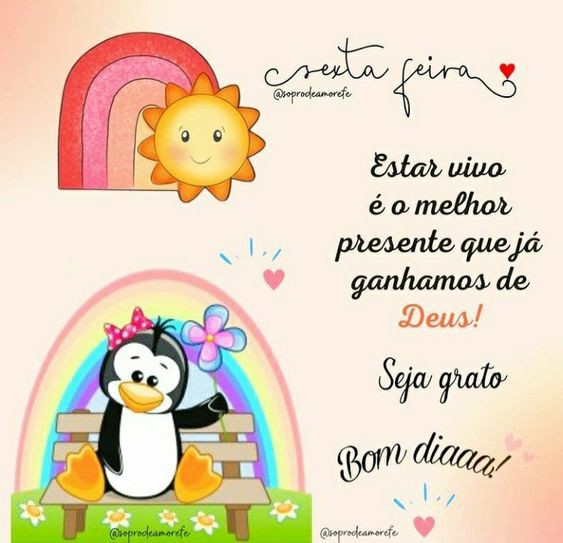 sexta feira
@soprodeamorefe
Estar vivo
é o melhor
presente que já
ganhamos de
Deus!
Seja grato
Bom diaaa!
@soprodeamorefe
@soprodeamorefe